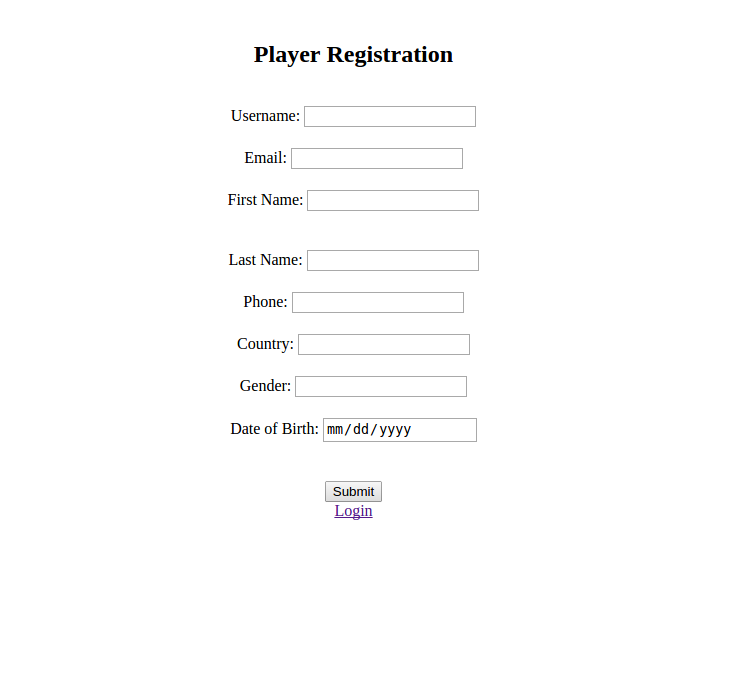 Player Registration
Username:
Email:
First Name:
Last Name:
Phone:
Country:
Gender:
Date of Birth: mm/dd/yyyy
Submit
Login